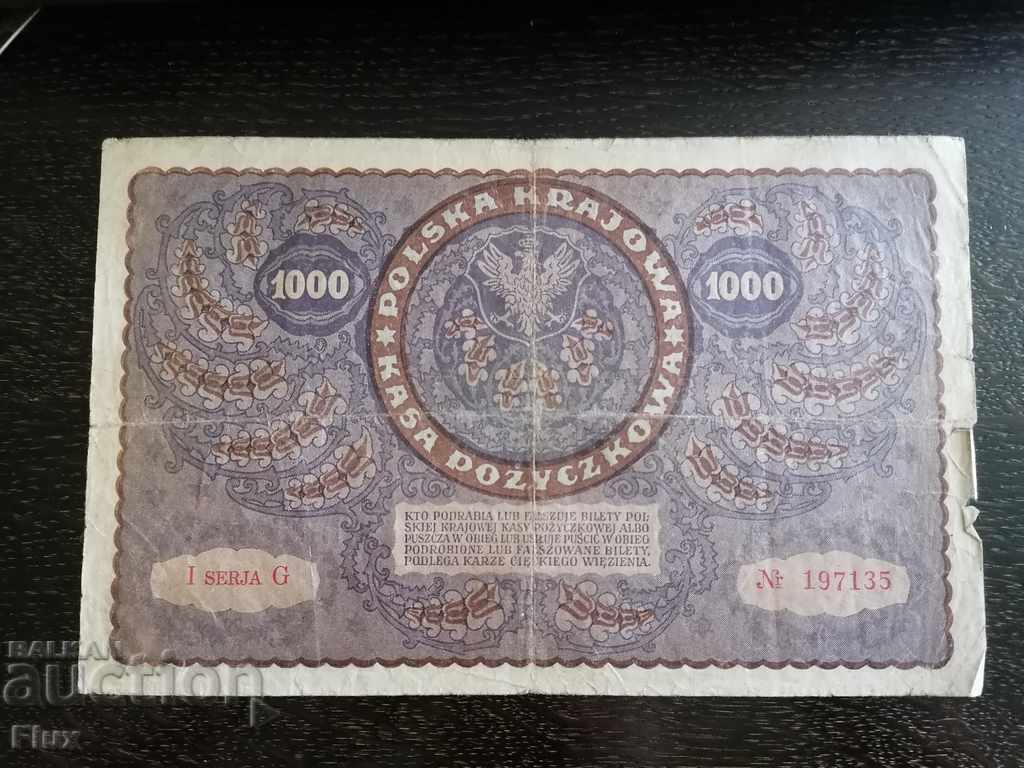 POLSKA KRAJOWA
KASA POŻYCZKOWA
1000
1000
KTO PODRABIA LUB FAŁSZUJE BILETY POL-
SKIEJ KRAJOWEJ KASY POŻYCZKOWEJ ALBO
PUSZCZA W OBIEG LUB USIŁUJE PUŚCIĆ W OBIEG
PODROBIONE LUB FAŁSZOWANE BILETY,
PODLEGA KARZE CIĘŻKIEGO WIĘZIENIA.
I SERJA G
№ 197135
BALKAN
auction
Flux